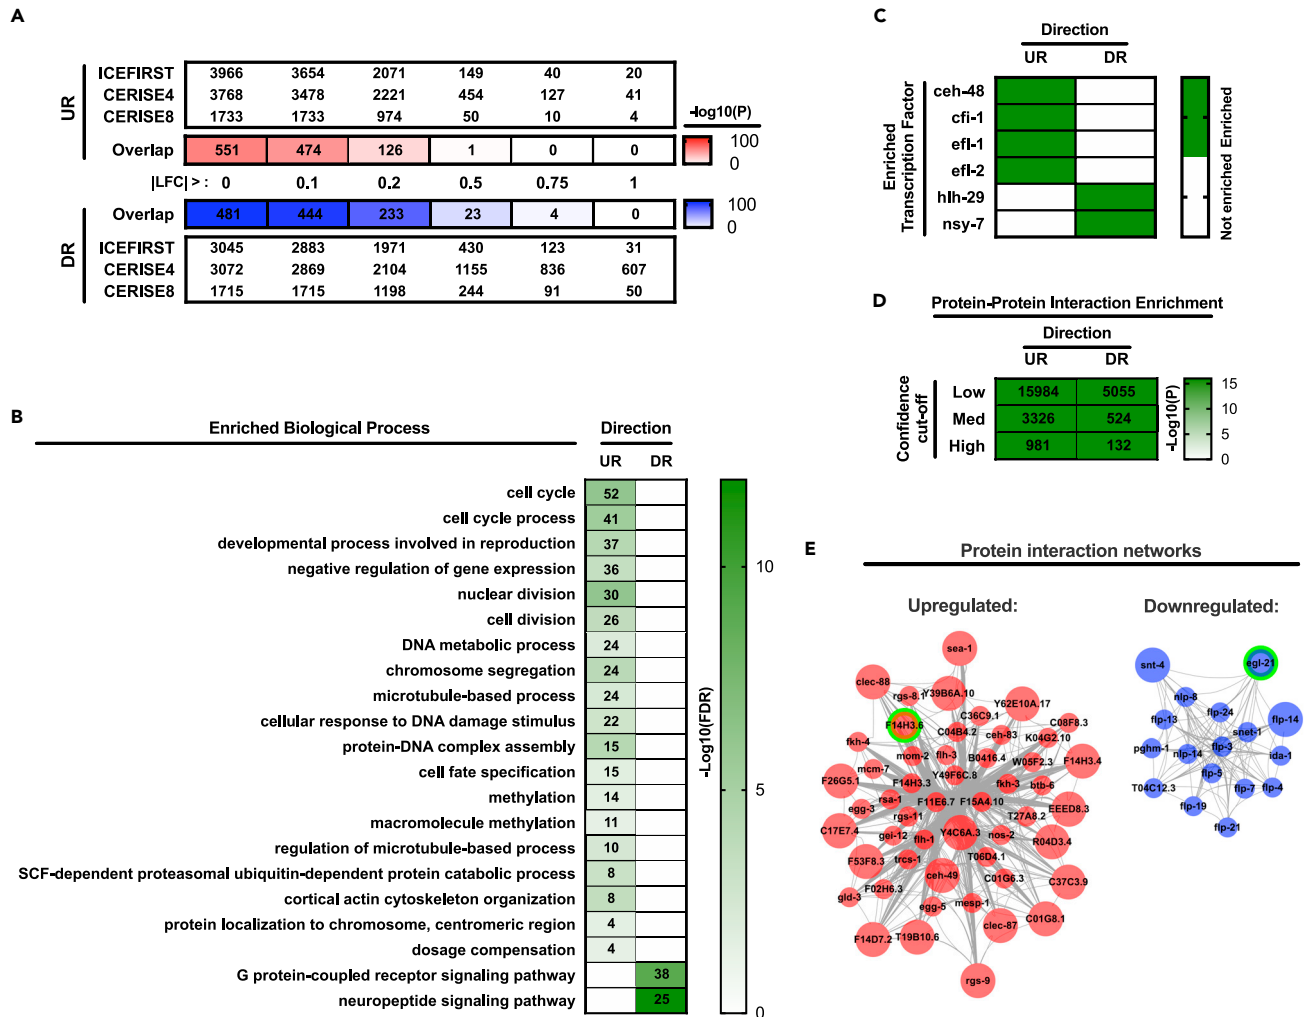 A
ICEFIRST 3966 3654 2071 149 40 20
CERISE4 3768 3478 2221 454 127 41
CERISE8 1733 1733 974 50 10 4
UR
Overlap 551 474 126 1 0 0
-log10(P)
100
0
|LFC| > : 0 0.1 0.2 0.5 0.75 1
Overlap 481 444 233 23 4 0
100
0
DR
ICEFIRST 3045 2883 1971 430 123 31
CERISE4 3072 2869 2104 1155 836 607
CERISE8 1715 1715 1198 244 91 50
B
Enriched Biological Process
Direction
UR DR
cell cycle 52
cell cycle process 41
developmental process involved in reproduction 37
negative regulation of gene expression 36
nuclear division 30
cell division 26
DNA metabolic process 24
chromosome segregation 24
microtubule-based process 24
cellular response to DNA damage stimulus 22
protein-DNA complex assembly 15
cell fate specification 15
methylation 14
macromolecule methylation 11
regulation of microtubule-based process 10
SCF-dependent proteasomal ubiquitin-dependent protein catabolic process 8
cortical actin cytoskeleton organization 8
protein localization to chromosome, centromeric region 4
dosage compensation 4
G protein-coupled receptor signaling pathway 38
neuropeptide signaling pathway 25
-Log10(FDR)
10
5
0
C
Direction
UR DR
Enriched
Transcription Factor
ceh-48
cfi-1
efl-1
efl-2
hlh-29
nsy-7
Not enriched Enriched
D
Protein-Protein Interaction Enrichment
Direction
UR DR
Confidence
cut-off
Low 15984 5055
Med 3326 524
High 981 132
-Log10(P)
15
10
5
0
E
Protein interaction networks
Upregulated:
sea-1
clec-88
rgs-8.1
Y39B6A.10
Y62E10A.17
F14H3.6
C36C9.1
C08F8.3
C04B4.2
ceh-83
K04G2.10
fkh-4
mom-2
flh-3
B0416.4
W05F2.3
F14H3.4
mcm-7
F26G5.1
F14H3.3
Y49F6C.8
fkh-3
btb-6
rsa-1
F11E6.7
F15A4.10
EEED8.3
egg-3
rgs-11
T27A8.2
C17E7.4
gei-12
flh-1
Y4C6A.3
nos-2
R04D3.4
F53F8.3
trcs-1
T06D4.1
ceh-49
C01G6.3
C37C3.9
gld-3
F02H6.3
egg-5
mesp-1
C01G8.1
F14D7.2
T19B10.6
clec-87
rgs-9
Downregulated:
snt-4
egl-21
nlp-8
flp-24
flp-13
snet-1
flp-14
pghm-1
nlp-14
flp-3
ida-1
T04C12.3
flp-5
flp-7
flp-4
flp-19
flp-21